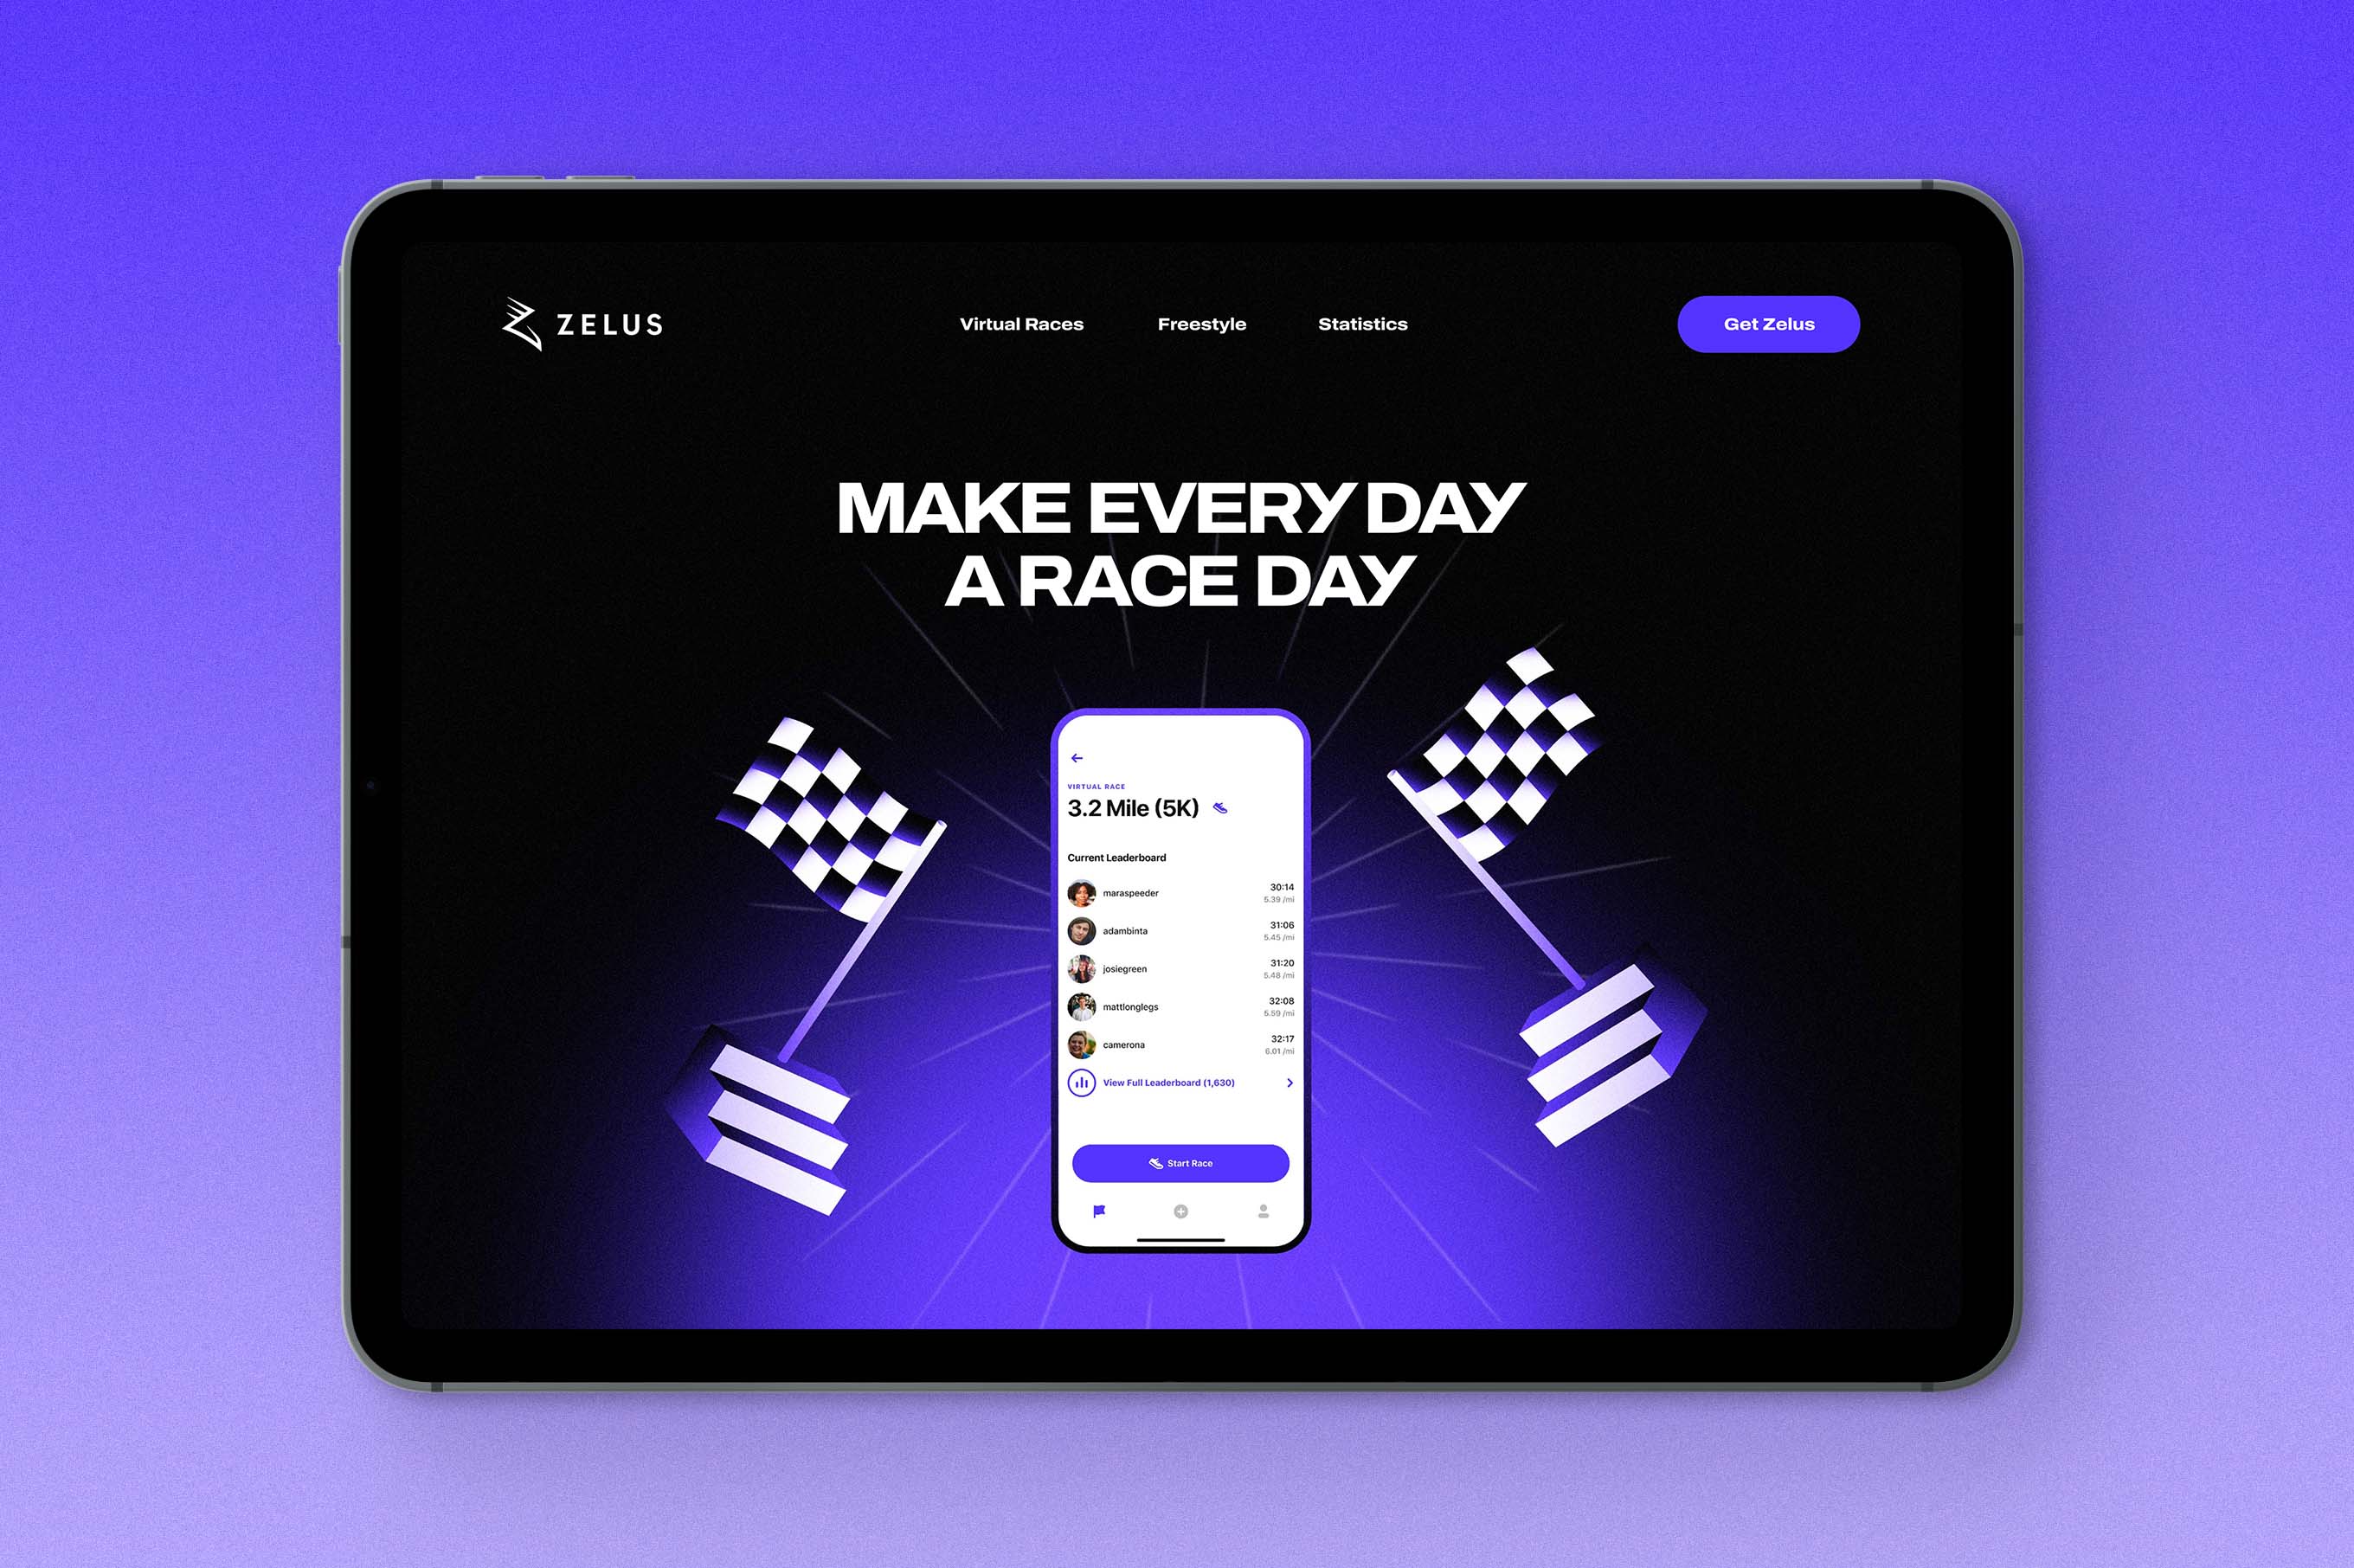 ZELUS
Virtual Races
Freestyle
Statistics
Get Zelus
MAKE EVERY DAY
A RACE DAY
VIRTUAL RACE
3.2 Mile (5K)
Current Leaderboard
maraspeeder
30:14
5.39 /mi
adambinta
31:06
5.45 /mi
josiegreen
31:20
5.48 /mi
mattlonglegs
32:08
5.59 /mi
camerona
32:17
6.01 /mi
View Full Leaderboard (1,630)
Start Race